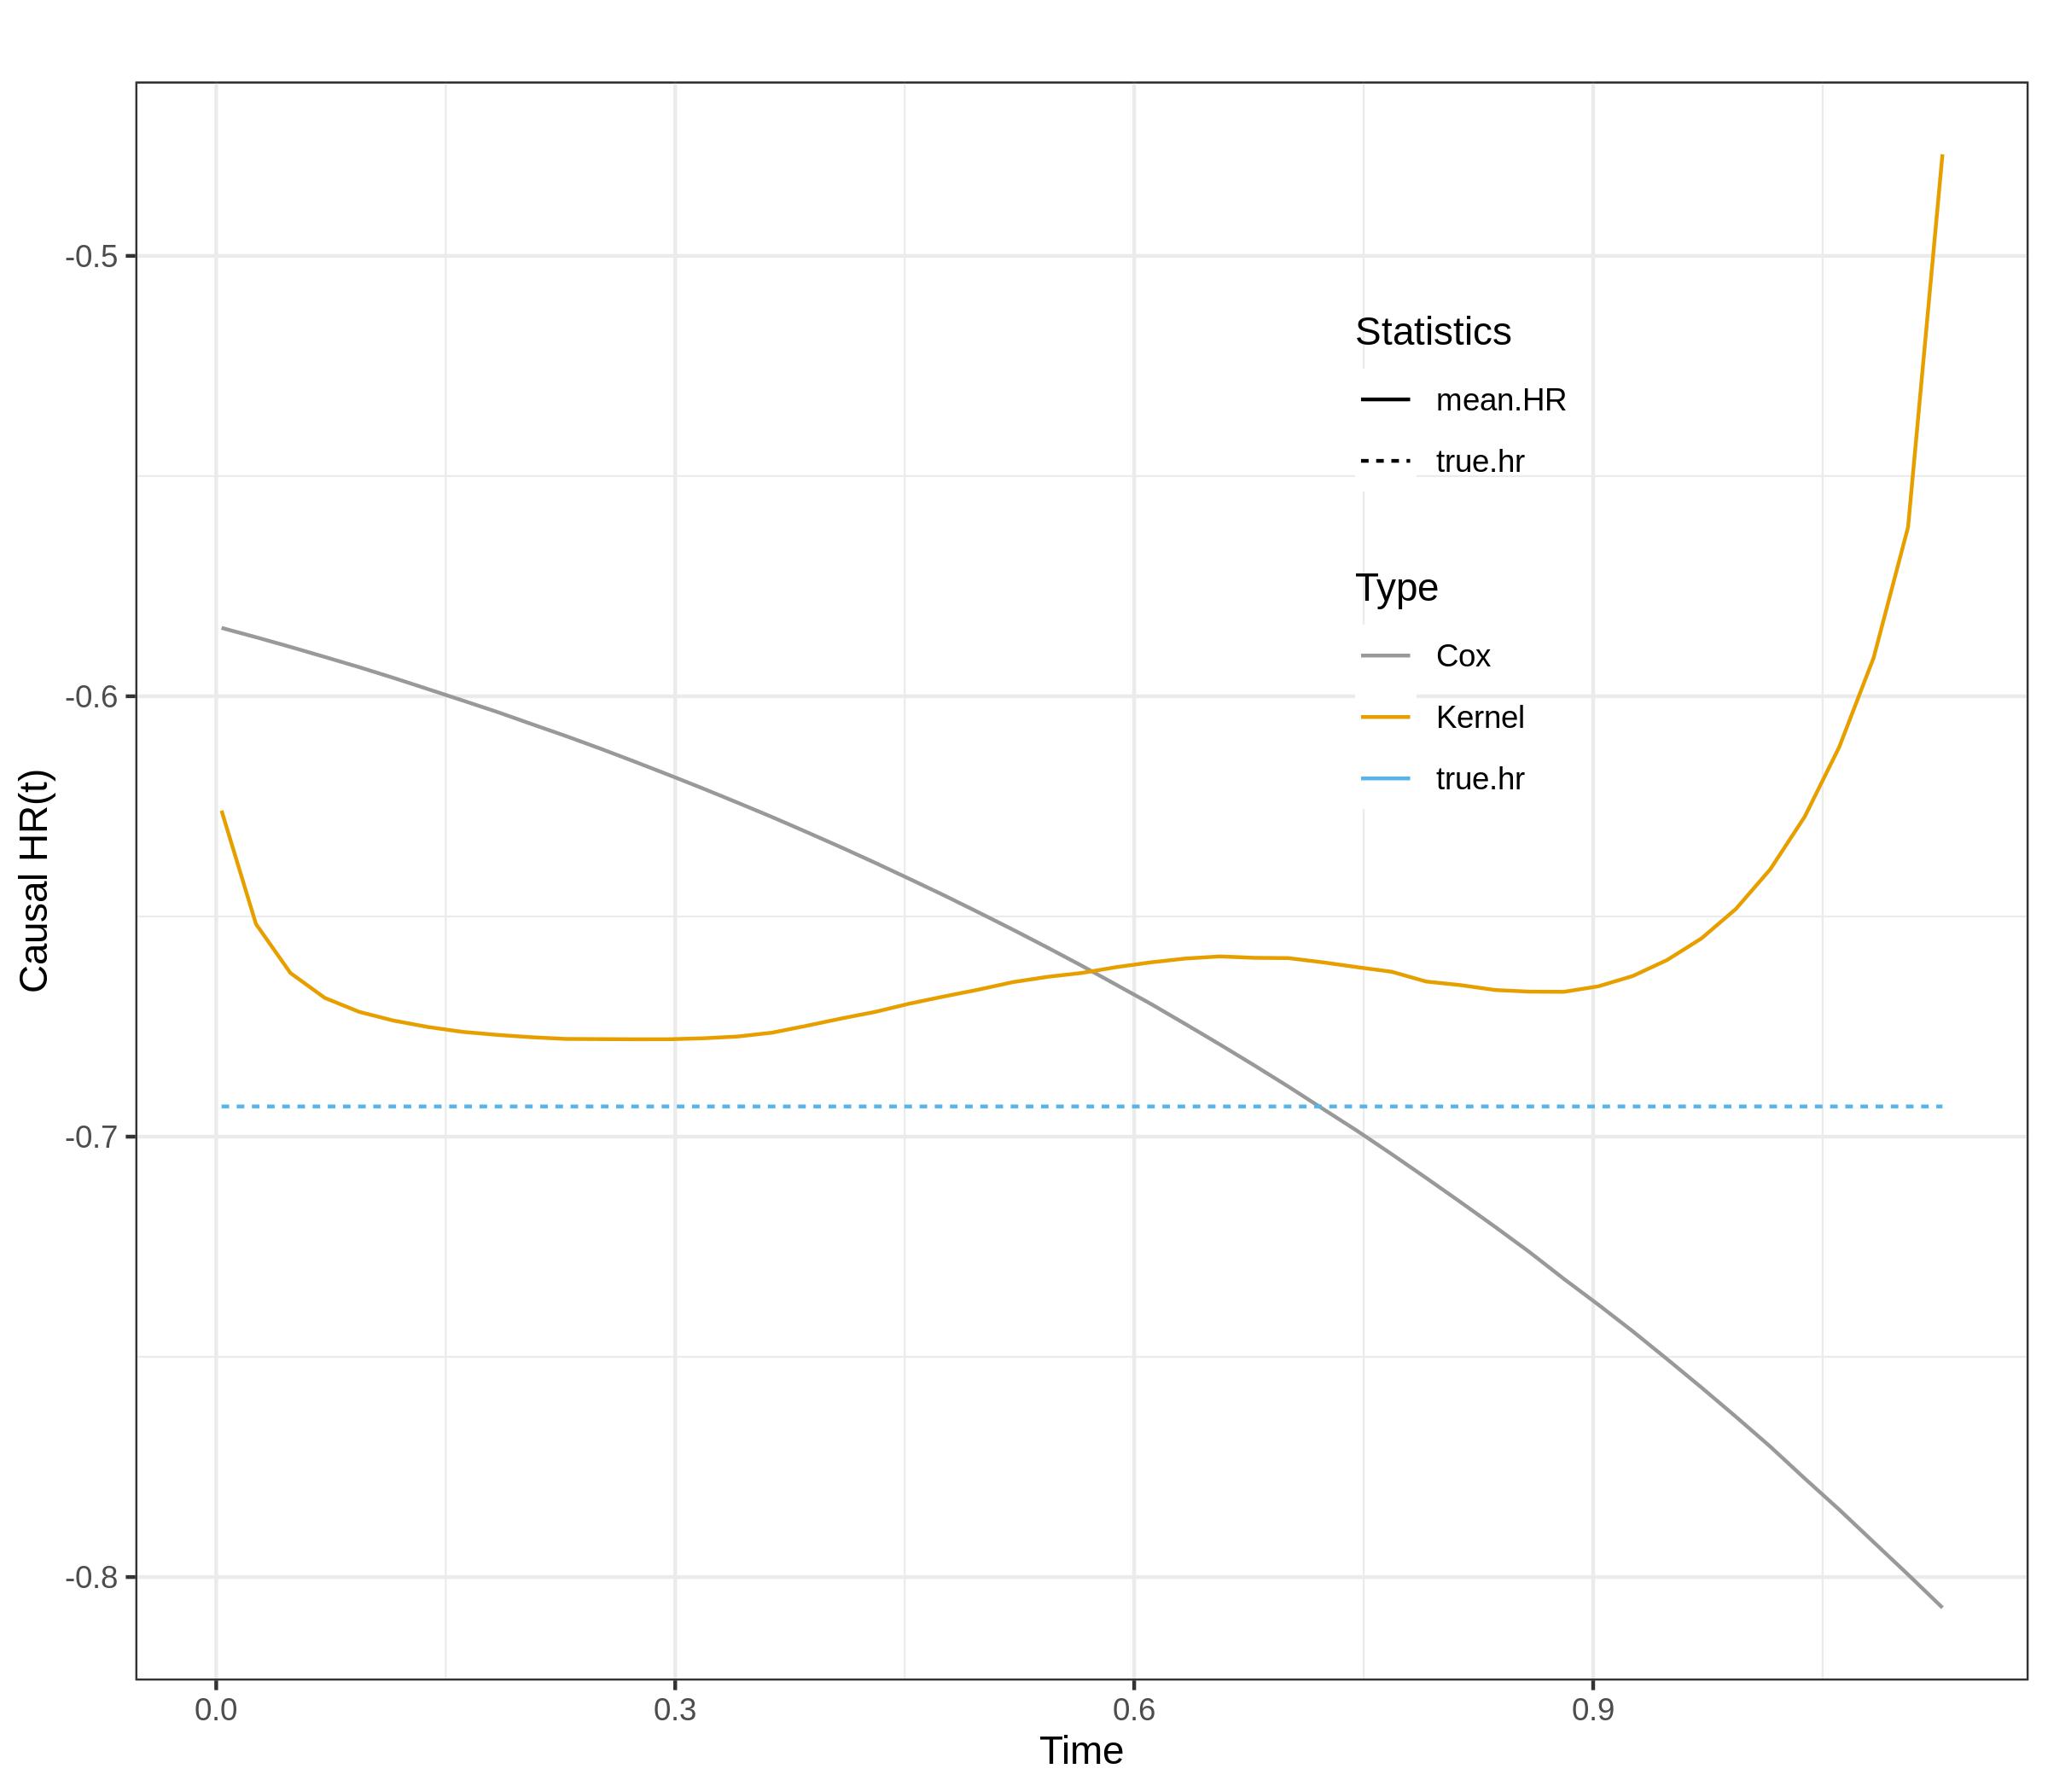 Causal HR(t)
-0.5
-0.6
-0.7
-0.8
Statistics
mean.HR
true.hr
Type
Cox
Kernel
true.hr
0.0 0.3 0.6 0.9
Time